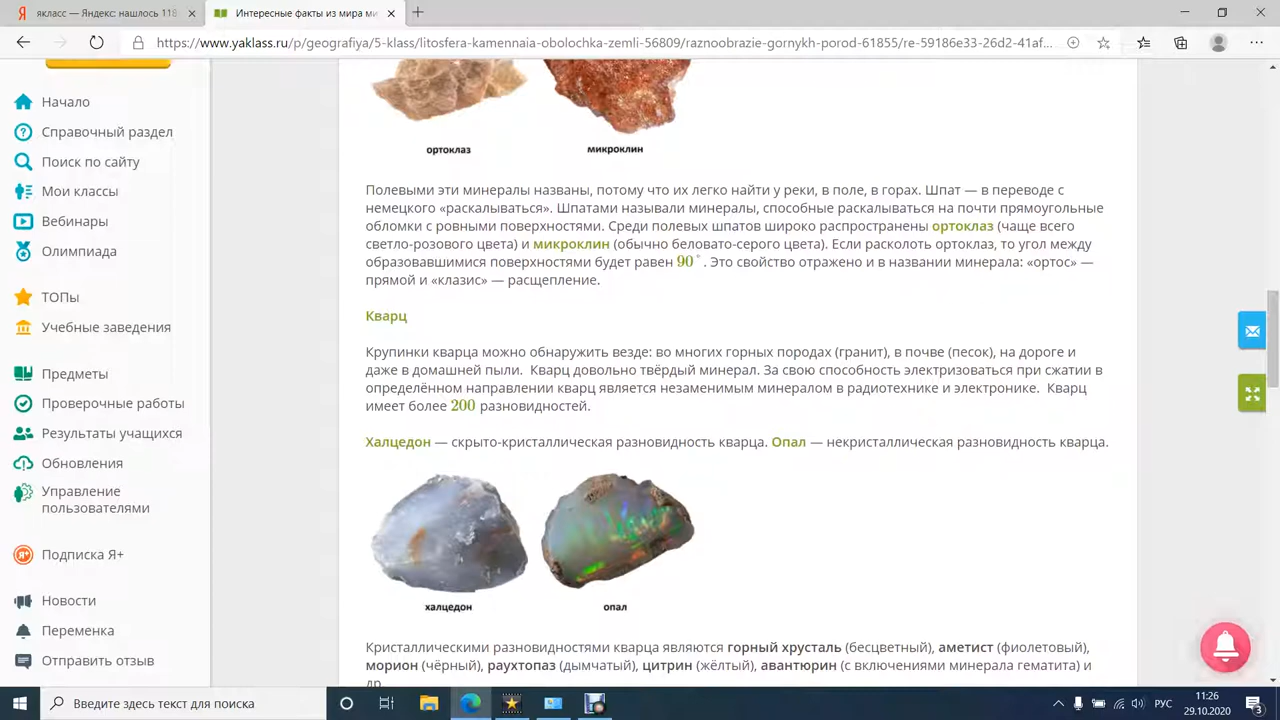 якласс — Яндекс: нашлось 118
Интересные факты из мира ми
https://www.yaklass.ru/p/geografiya/5-klass/litosfera-kamennaia-obolochka-zemli-56809/raznoobrazie-gornykh-porod-61855/re-59186e33-26d2-41af...
Начало
Справочный раздел
Поиск по сайту
Мои классы
Вебинары
Олимпиада
ТОПы
Учебные заведения
Предметы
Проверочные работы
Результаты учащихся
Обновления
Управление
пользователями
Подписка Я+
Новости
Переменка
Отправить отзыв
ортоклаз
микроклин
Полевыми эти минералы названы, потому что их легко найти у реки, в поле, в горах. Шпат — в переводе с
немецкого «раскалываться». Шпатами называли минералы, способные раскалываться на почти прямоугольные
обломки с ровными поверхностями. Среди полевых шпатов широко распространены ортоклаз (чаще всего
светло-розового цвета) и микроклин (обычно беловато-серого цвета). Если расколоть ортоклаз, то угол между
образовавшимися поверхностями будет равен 90°. Это свойство отражено и в названии минерала: «ортос» —
прямой и «клазис» — расщепление.
Кварц
Крупинки кварца можно обнаружить везде: во многих горных породах (гранит), в почве (песок), на дороге и
даже в домашней пыли. Кварц довольно твёрдый минерал. За свою способность электризоваться при сжатии в
определённом направлении кварц является незаменимым минералом в радиотехнике и электронике. Кварц
имеет более 200 разновидностей.
Халцедон — скрыто-кристаллическая разновидность кварца. Опал — некристаллическая разновидность кварца.
халцедон
опал
Кристаллическими разновидностями кварца являются горный хрусталь (бесцветный), аметист (фиолетовый),
морион (чёрный), раухтопаз (дымчатый), цитрин (жёлтый), авантюрин (с включениями минерала гематита) и
др.
Введите здесь текст для поиска
РУС
11:26
29.10.2020
3